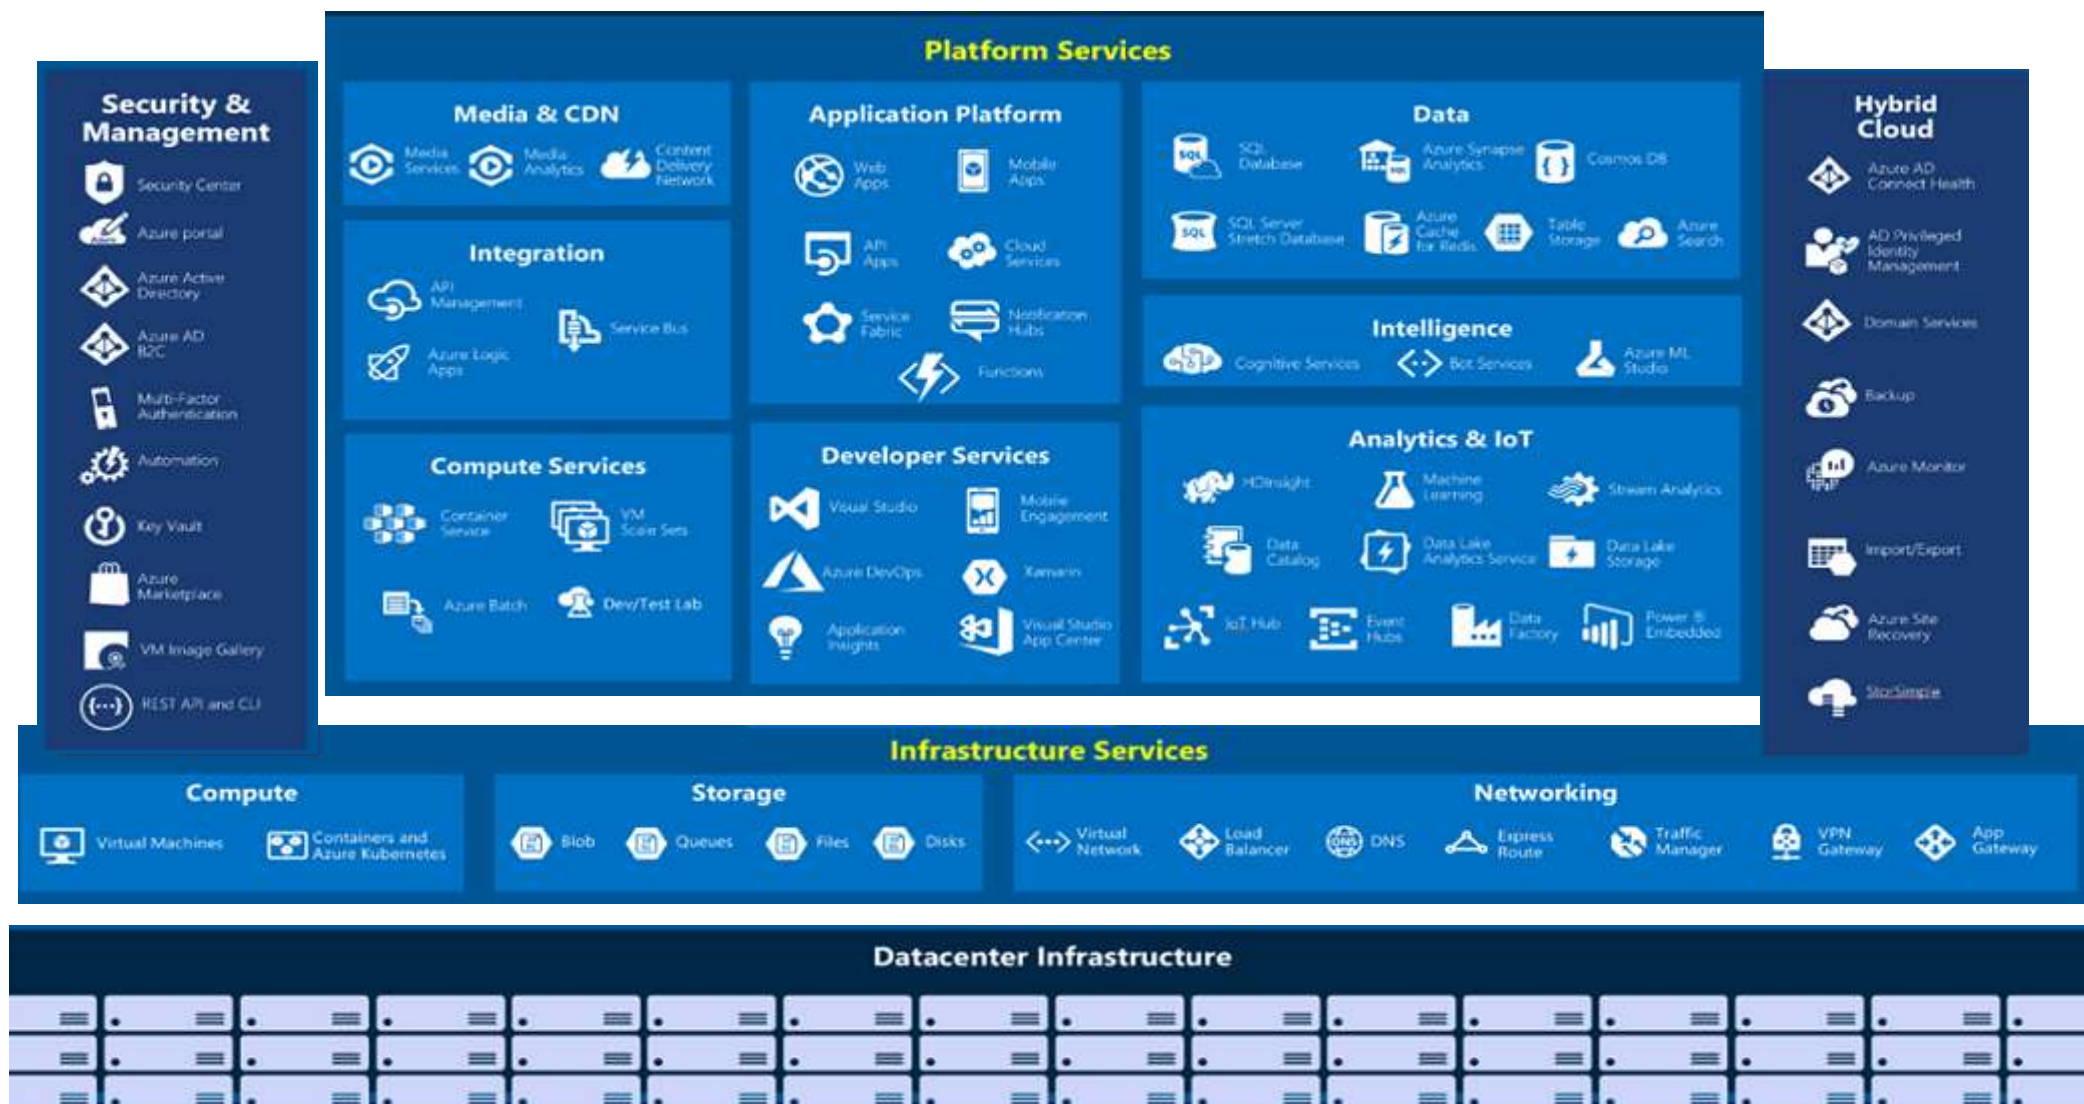 Platform Services
Security &
Management
Security Center
Azure portal
Azure Active
Directory
Azure AD
B2C
Multi-Factor
Authentication
Automation
Key Vault
Azure
Marketplace
VM Image Gallery
REST API and CLI
Media & CDN
Media
Services
Media
Analytics
Content
Delivery
Network
Integration
API
Management
Service Bus
Azure Logic
Apps
Compute Services
Container
Service
VM
Scale Sets
Azure Batch
Dev/Test Lab
Application Platform
Web
Apps
Mobile
Apps
API
Apps
Cloud
Services
Service
Fabric
Notification
Hubs
Functions
Developer Services
Visual Studio
Mobile
Engagement
Azure DevOps
Xamarin
Application
Insights
Visual Studio
App Center
Data
SQL
SQL
Database
SQL
Azure Synapse
Analytics
Cosmos DB
SQL
SQL Server
Stretch Database
Azure
Cache
for Redis
Table
Storage
Azure
Search
Intelligence
Cognitive Services
Bot Services
Azure ML
Studio
Analytics & IoT
HDInsight
Machine
Learning
Stream Analytics
Data
Catalog
Data Lake
Analytics Service
Data Lake
Storage
IoT Hub
Event
Hubs
Data
Factory
Power BI
Embedded
Hybrid
Cloud
Azure AD
Connect Health
AD Privileged
Identity
Management
Domain Services
Backup
Azure Monitor
Import/Export
Azure Site
Recovery
StorSimple
Infrastructure Services
Compute
Virtual Machines
Containers and
Azure Kubernetes
Storage
Blob
Queues
Files
Disks
Networking
Virtual
Network
Load
Balancer
DNS
DNS
Express
Route
Traffic
Manager
VPN
Gateway
App
Gateway
Datacenter Infrastructure